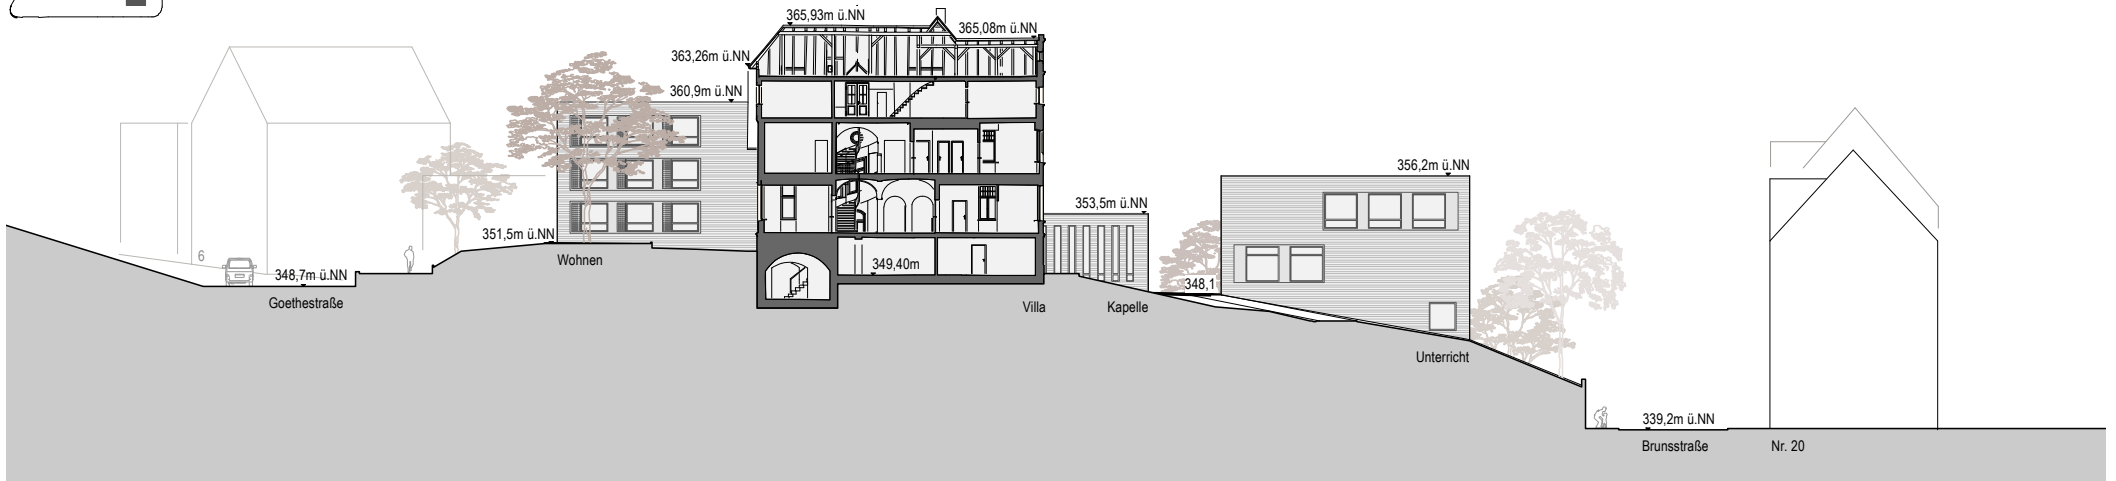 365,93m ü.NN
365,08m ü.NN
363,26m ü.NN
360,9m ü.NN
356,2m ü.NN
353,5m ü.NN
351,5m ü.NN
6
Wohnen
349,40m
348,7m ü.NN
348,1
Goethestraße
Villa
Kapelle
Unterricht
339,2m ü.NN
Brunsstraße
Nr. 20